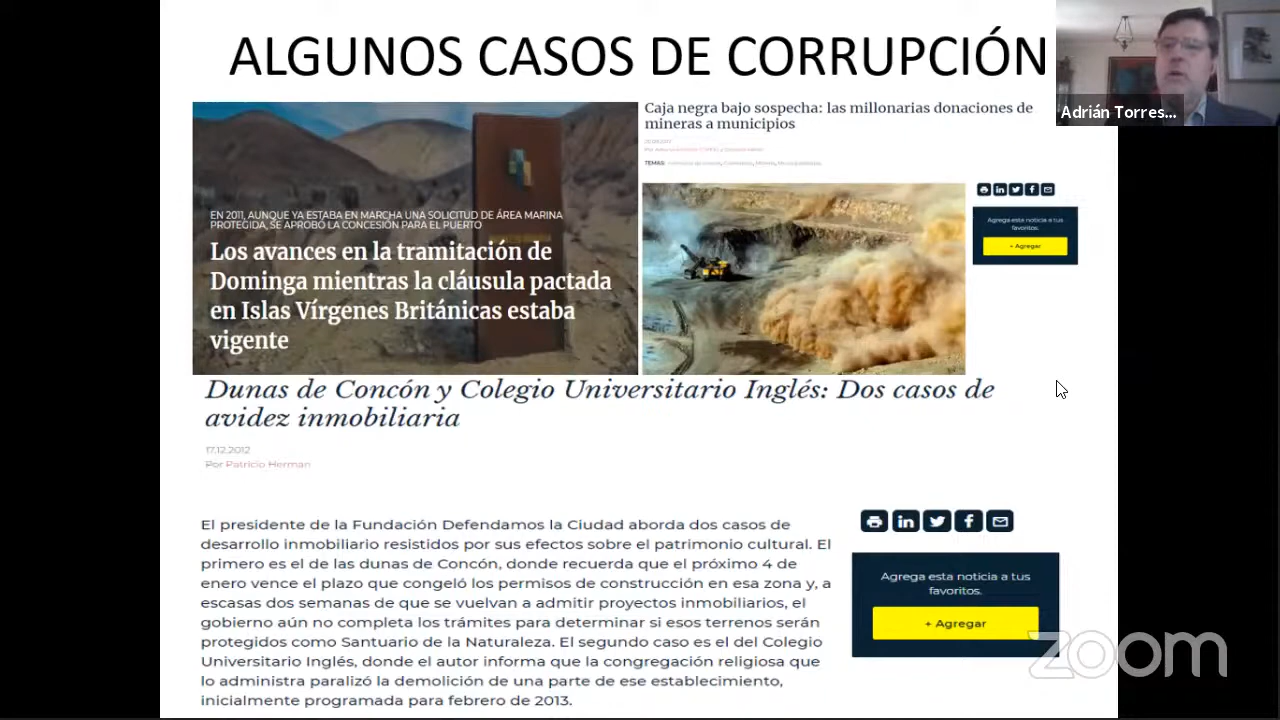 ALGUNOS CASOS DE CORRUPCIÓN
Adrián Torres...
EN 2011, AUNQUE YA ESTABA EN MARCHA UNA SOLICITUD DE ÁREA MARINA
PROTEGIDA, SE APROBÓ LA CONCESIÓN PARA EL PUERTO
Los avances en la tramitación de
Dominga mientras la cláusula pactada
en Islas Vírgenes Británicas estaba
vigente
Caja negra bajo sospecha: las millonarias donaciones de
mineras a municipios
TEMAS:
Agrega esta noticia a tus
favoritos.
+ Agregar
Dunas de Concón y Colegio Universitario Inglés: Dos casos de
avidez inmobiliaria
17.12.2012
Por Patricio Herman
El presidente de la Fundación Defendamos la Ciudad aborda dos casos de
desarrollo inmobiliario resistidos por sus efectos sobre el patrimonio cultural. El
primero es el de las dunas de Concón, donde recuerda que el próximo 4 de
enero vence el plazo que congeló los permisos de construcción en esa zona y, a
escasas dos semanas de que se vuelvan a admitir proyectos inmobiliarios, el
gobierno aún no completa los trámites para determinar si esos terrenos serán
protegidos como Santuario de la Naturaleza. El segundo caso es el del Colegio
Universitario Inglés, donde el autor informa que la congregación religiosa que
lo administra paralizó la demolición de una parte de ese establecimiento,
inicialmente programada para febrero de 2013.
Agrega esta noticia a tus
favoritos.
+ Agregar
zoom